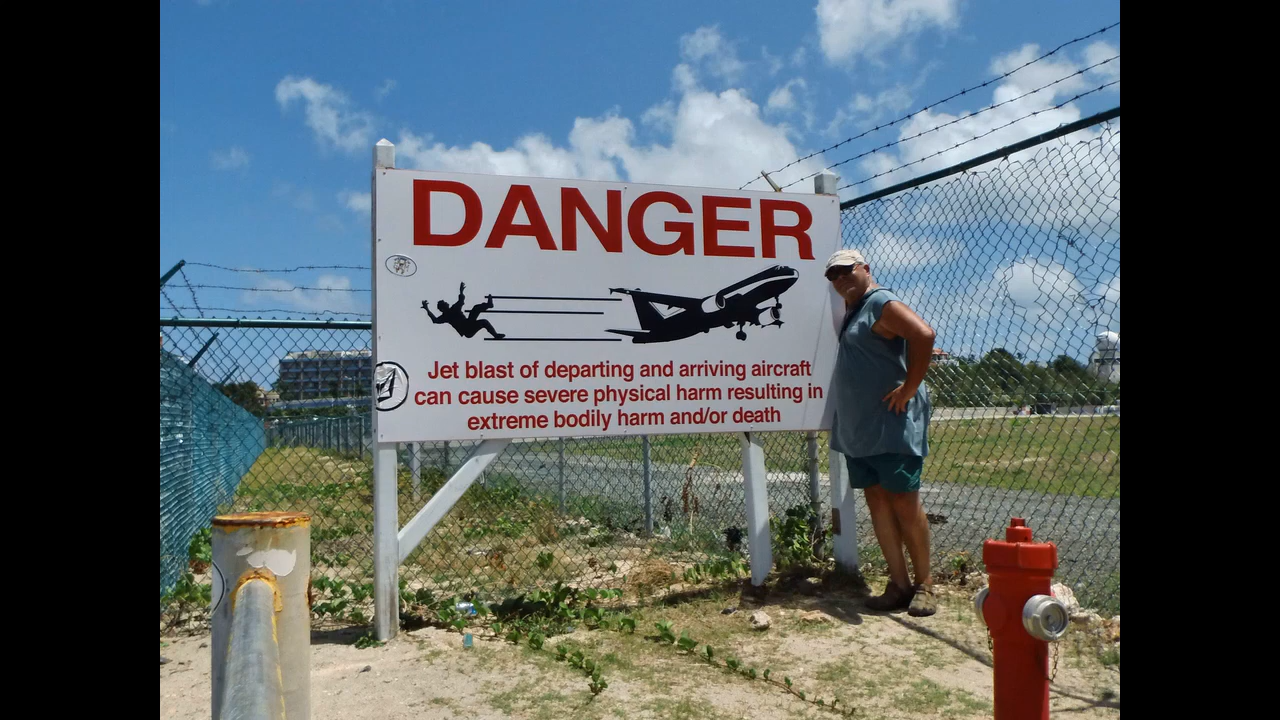 DANGER
Jet blast of departing and arriving aircraft
can cause severe physical harm resulting in
extreme bodily harm and/or death